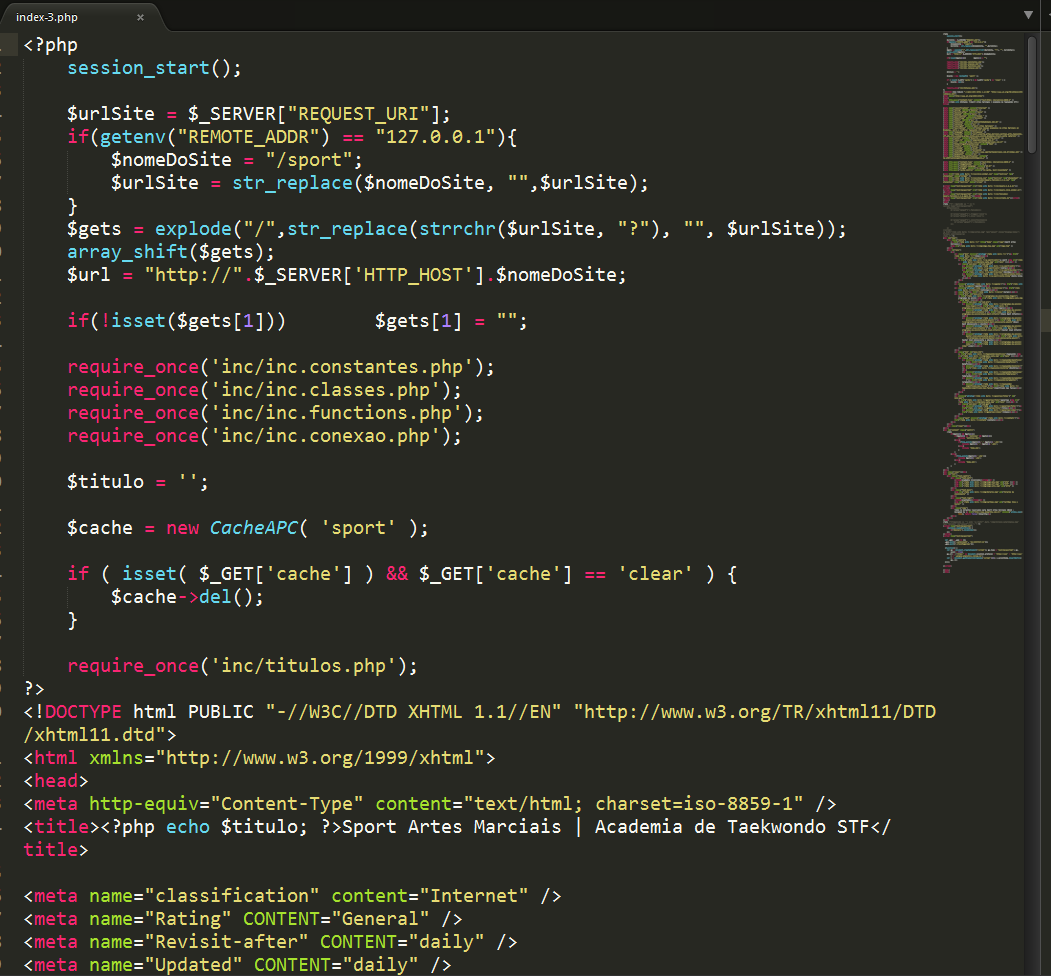 index-3.php ×
<?php
session_start();
$urlSite = $_SERVER["REQUEST_URI"];
if(getenv("REMOTE_ADDR") == "127.0.0.1"){
$nomeDoSite = "/sport";
$urlSite = str_replace($nomeDoSite, "",$urlSite);
}
$gets = explode("/",str_replace(strrchr($urlSite, "?"), "", $urlSite));
array_shift($gets);
$url = "http://".$_SERVER['HTTP_HOST'].$nomeDoSite;
if(!isset($gets[1])) $gets[1] = "";
require_once('inc/inc.constantes.php');
require_once('inc/inc.classes.php');
require_once('inc/inc.functions.php');
require_once('inc/inc.conexao.php');
$titulo = '';
$cache = new CacheAPC( 'sport' );
if ( isset( $_GET['cache'] ) && $_GET['cache'] == 'clear' ) {
$cache->del();
}
require_once('inc/titulos.php');
?>
<!DOCTYPE html PUBLIC "-//W3C//DTD XHTML 1.1//EN" "http://www.w3.org/TR/xhtml11/DTD
/xhtml11.dtd">
<html xmlns="http://www.w3.org/1999/xhtml">
<head>
<meta http-equiv="Content-Type" content="text/html; charset=iso-8859-1" />
<title><?php echo $titulo; ?>Sport Artes Marciais | Academia de Taekwondo STF</
title>
<meta name="classification" content="Internet" />
<meta name="Rating" CONTENT="General" />
<meta name="Revisit-after" CONTENT="daily" />
<meta name="Updated" CONTENT="daily" />